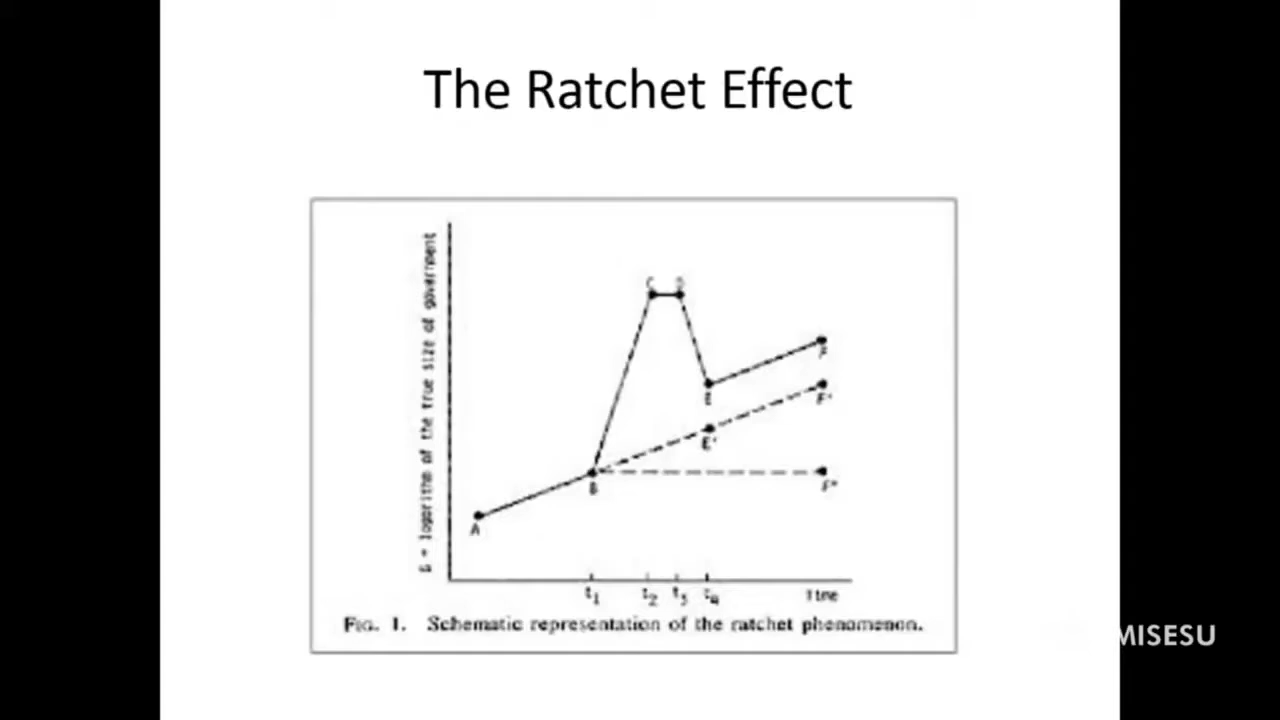 The Ratchet Effect
G = logarithm of the true size of government
C
D
F
E
F'
E'
B
F"
A
t1
t2
t3
t4
Time
FIG. 1. Schematic representation of the ratchet phenomenon.
MISESU